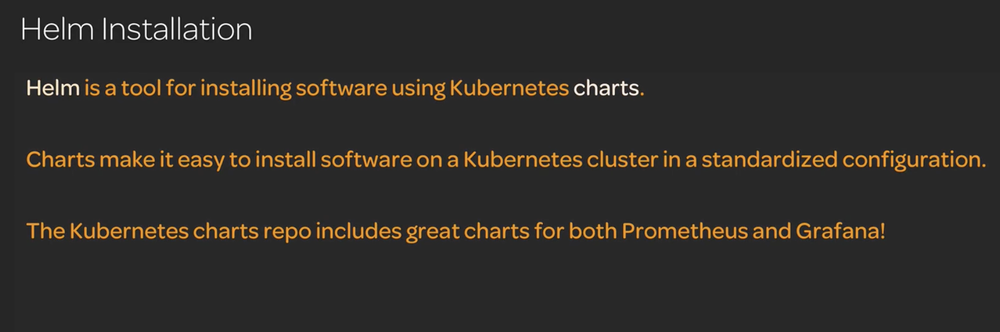 Helm Installation
Helm is a tool for installing software using Kubernetes charts.
Charts make it easy to install software on a Kubernetes cluster in a standardized configuration.
The Kubernetes charts repo includes great charts for both Prometheus and Grafana!